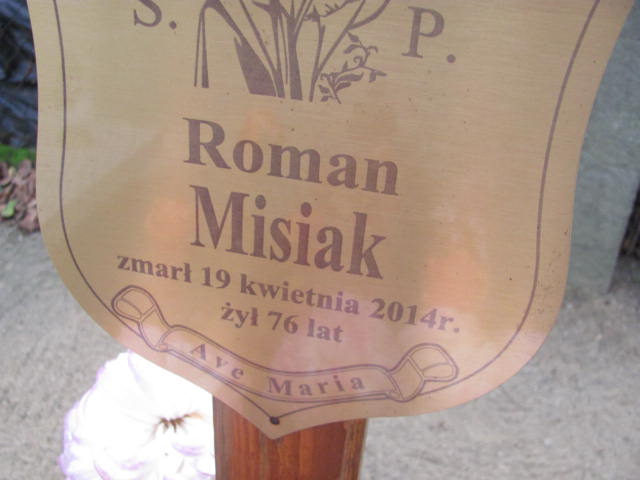 S. P.
Roman
Misiak
zmarł 19 kwietnia 2014r.
żył 76 lat
Ave Maria